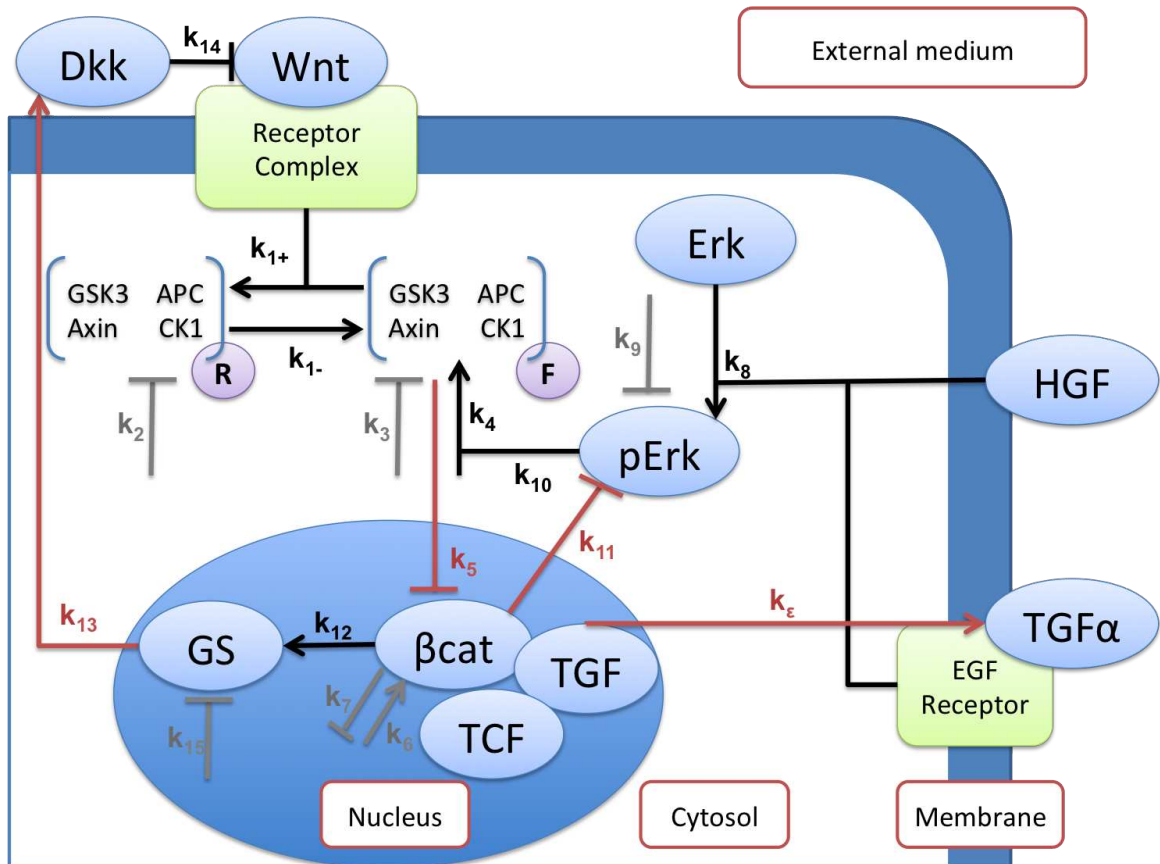 k14
Dkk
Wnt
External medium
Receptor
Complex
k1+
Erk
GSK3 APC
Axin CK1
R
GSK3 APC
Axin CK1
F
k1-
k9
k8
HGF
k2
k3
k4
pErk
k10
k11
k5
kε
k13
GS
k12
βcat
TGF
TGFα
EGF
Receptor
k7
k6
k15
TCF
Nucleus
Cytosol
Membrane